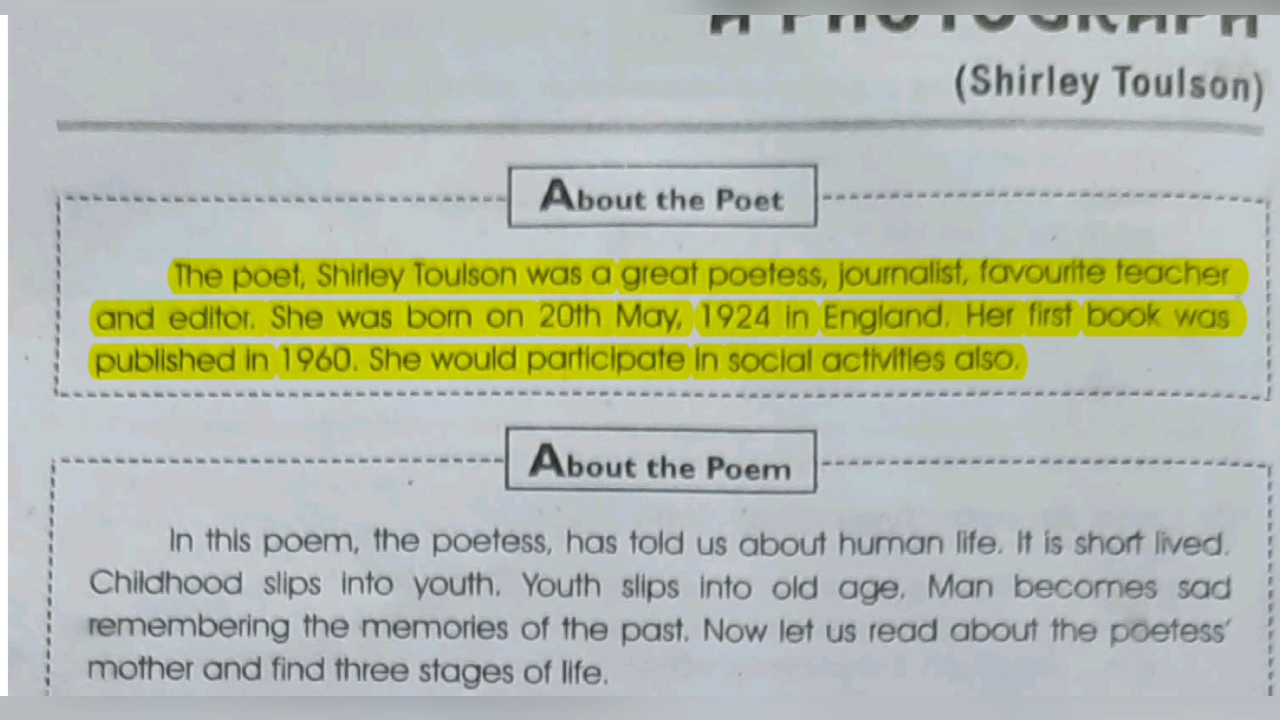 A PHOTOGRAPH
(Shirley Toulson)
About the Poet
The poet, Shirley Toulson was a great poetess, journalist, favourite teacher
and editor. She was born on 20th May, 1924 in England. Her first book was
published in 1960. She would participate in social activities also.
About the Poem
In this poem, the poetess, has told us about human life. It is short lived.
Childhood slips into youth. Youth slips into old age. Man becomes sad
remembering the memories of the past. Now let us read about the poetess'
mother and find three stages of life.